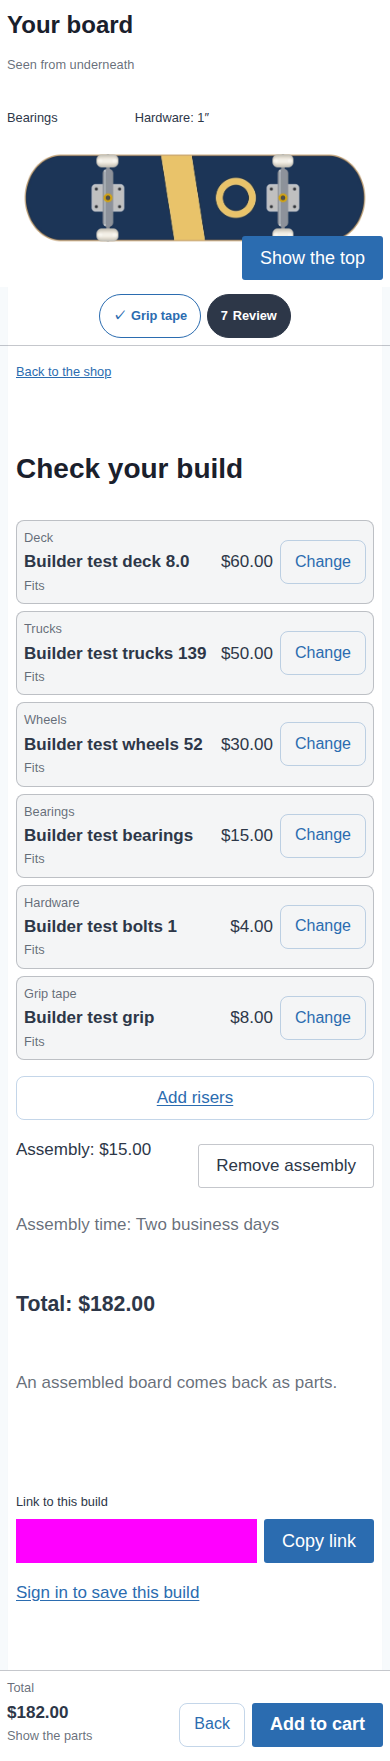 Your board
Seen from underneath
Bearings
Hardware: 1″
Show the top
✓ Grip tape
7 Review
Back to the shop
Check your build
Deck
Builder test deck 8.0
$60.00
Change
Fits
Trucks
Builder test trucks 139
$50.00
Change
Fits
Wheels
Builder test wheels 52
$30.00
Change
Fits
Bearings
Builder test bearings
$15.00
Change
Fits
Hardware
Builder test bolts 1
$4.00
Change
Fits
Grip tape
Builder test grip
$8.00
Change
Fits
Add risers
Assembly: $15.00
Remove assembly
Assembly time: Two business days
Total: $182.00
An assembled board comes back as parts.
Link to this build
Copy link
Sign in to save this build
Total
$182.00
Show the parts
Back
Add to cart